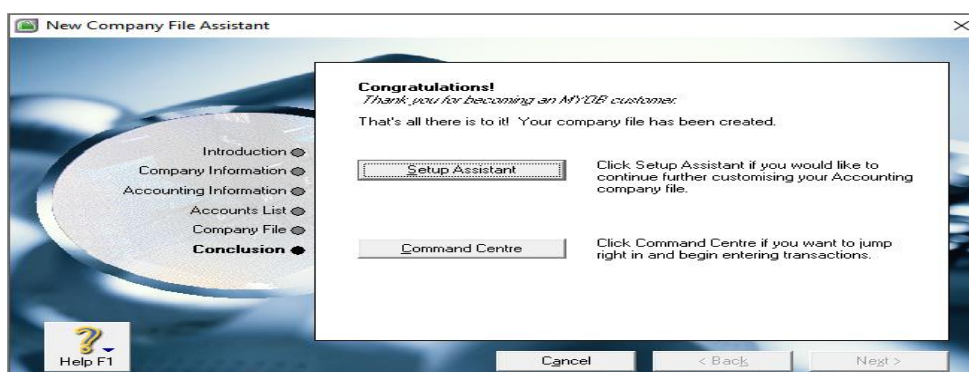 New Company File Assistant
Introduction
Company Information
Accounting Information
Accounts List
Company File
Conclusion
Help F1
Congratulations!
Thank you for becoming an MYOB customer.
That's all there is to it! Your company file has been created.
Setup Assistant
Click Setup Assistant if you would like to
continue further customising your Accounting
company file.
Command Centre
Click Command Centre if you want to jump
right in and begin entering transactions.
Cancel
< Back
Next >